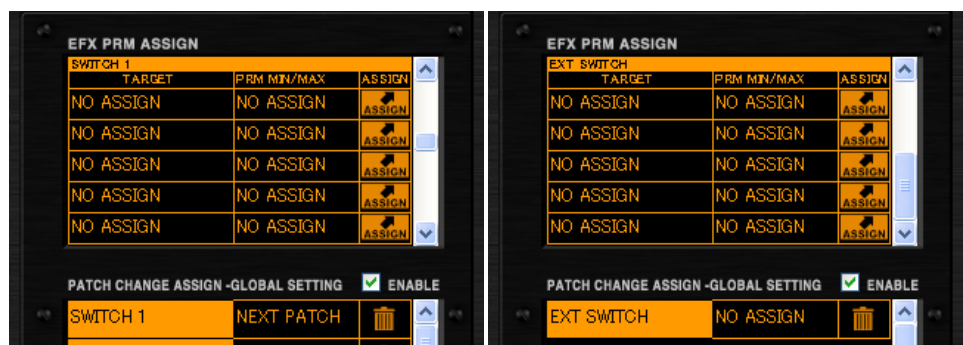 EFX PRM ASSIGN
SWITCH 1
TARGET PRM MIN/MAX ASSIGN
NO ASSIGN NO ASSIGN ASSIGN
NO ASSIGN NO ASSIGN ASSIGN
NO ASSIGN NO ASSIGN ASSIGN
NO ASSIGN NO ASSIGN ASSIGN
NO ASSIGN NO ASSIGN ASSIGN
PATCH CHANGE ASSIGN -GLOBAL SETTING ENABLE
SWITCH 1 NEXT PATCH
EFX PRM ASSIGN
EXT SWITCH
TARGET PRM MIN/MAX ASSIGN
NO ASSIGN NO ASSIGN ASSIGN
NO ASSIGN NO ASSIGN ASSIGN
NO ASSIGN NO ASSIGN ASSIGN
NO ASSIGN NO ASSIGN ASSIGN
NO ASSIGN NO ASSIGN ASSIGN
PATCH CHANGE ASSIGN -GLOBAL SETTING ENABLE
EXT SWITCH NO ASSIGN